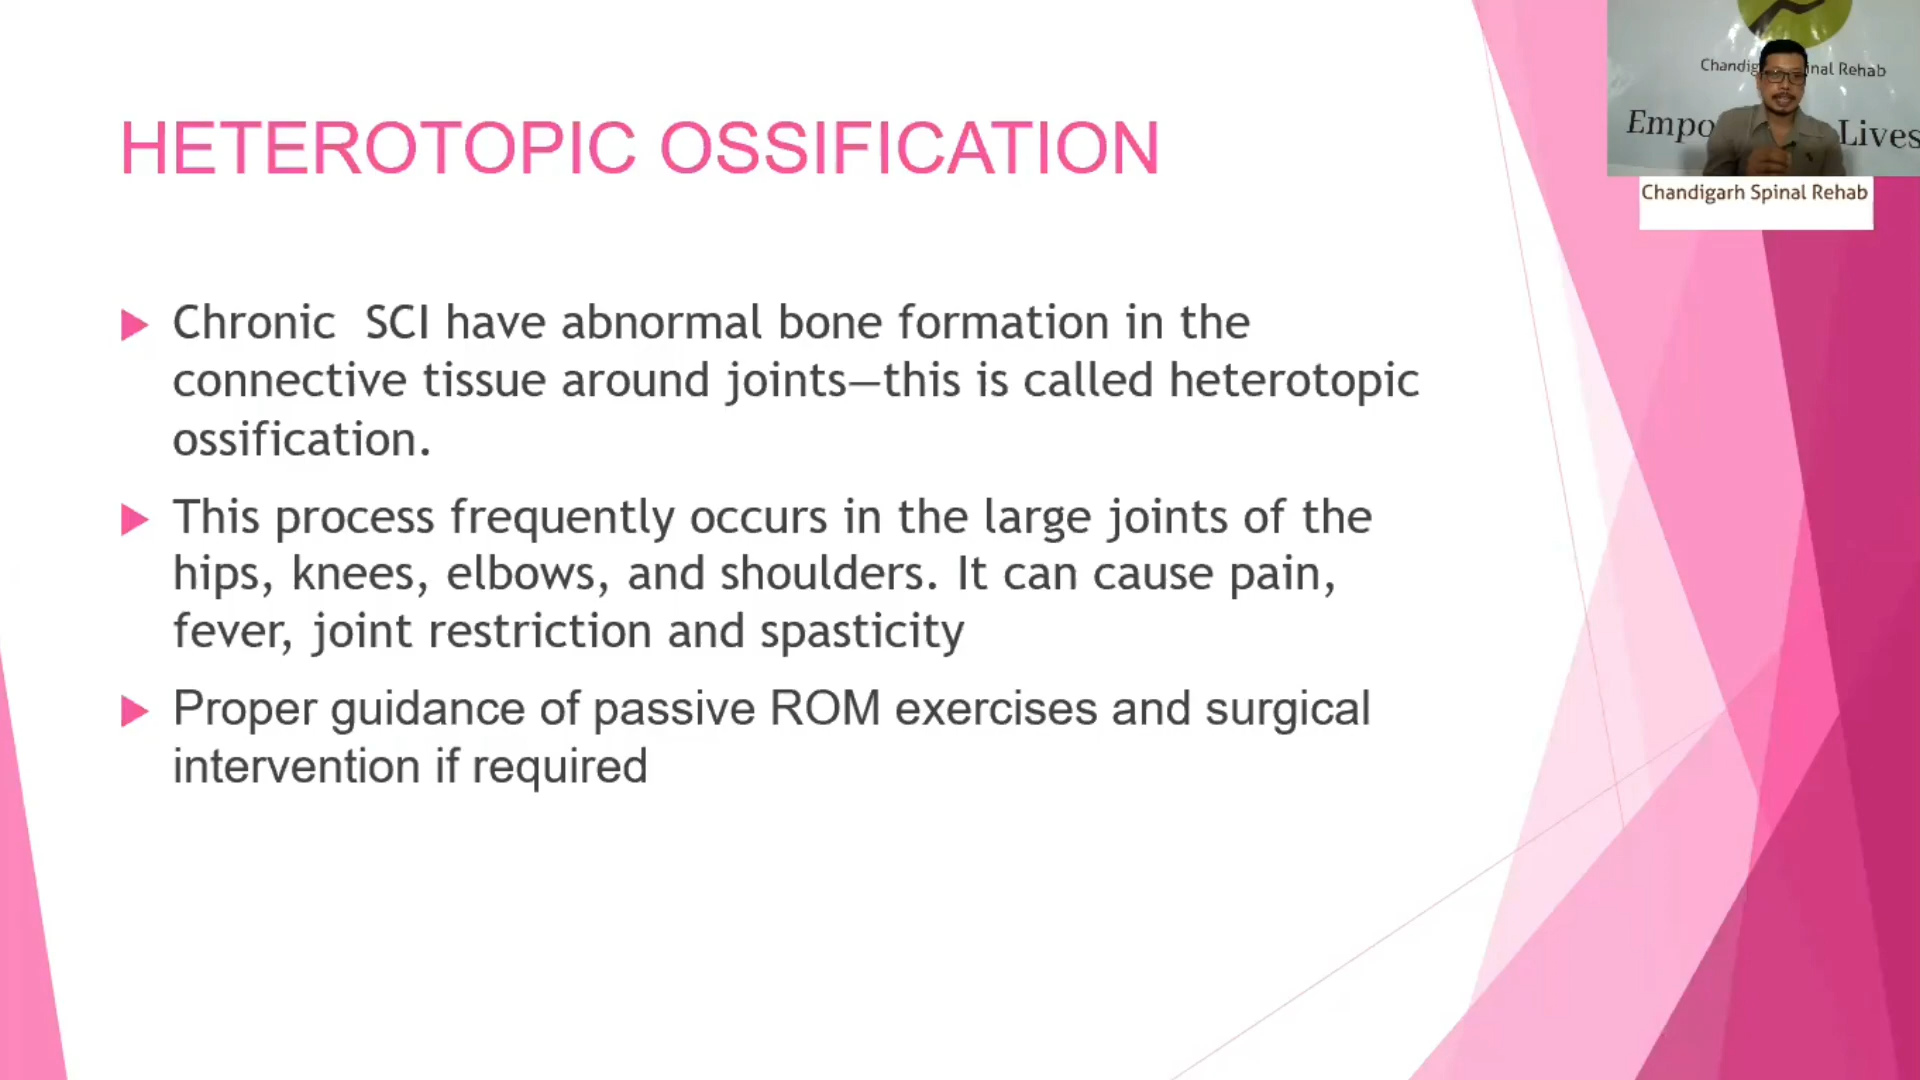 HETEROTOPIC OSSIFICATION
Chronic  SCI have abnormal bone formation in the
connective tissue around joints—this is called heterotopic
ossification.
This process frequently occurs in the large joints of the
hips, knees, elbows, and shoulders. It can cause pain,
fever, joint restriction and spasticity
Proper guidance of passive ROM exercises and surgical
intervention if required
Rehab
Lives
Chandigarh Spinal Rehab